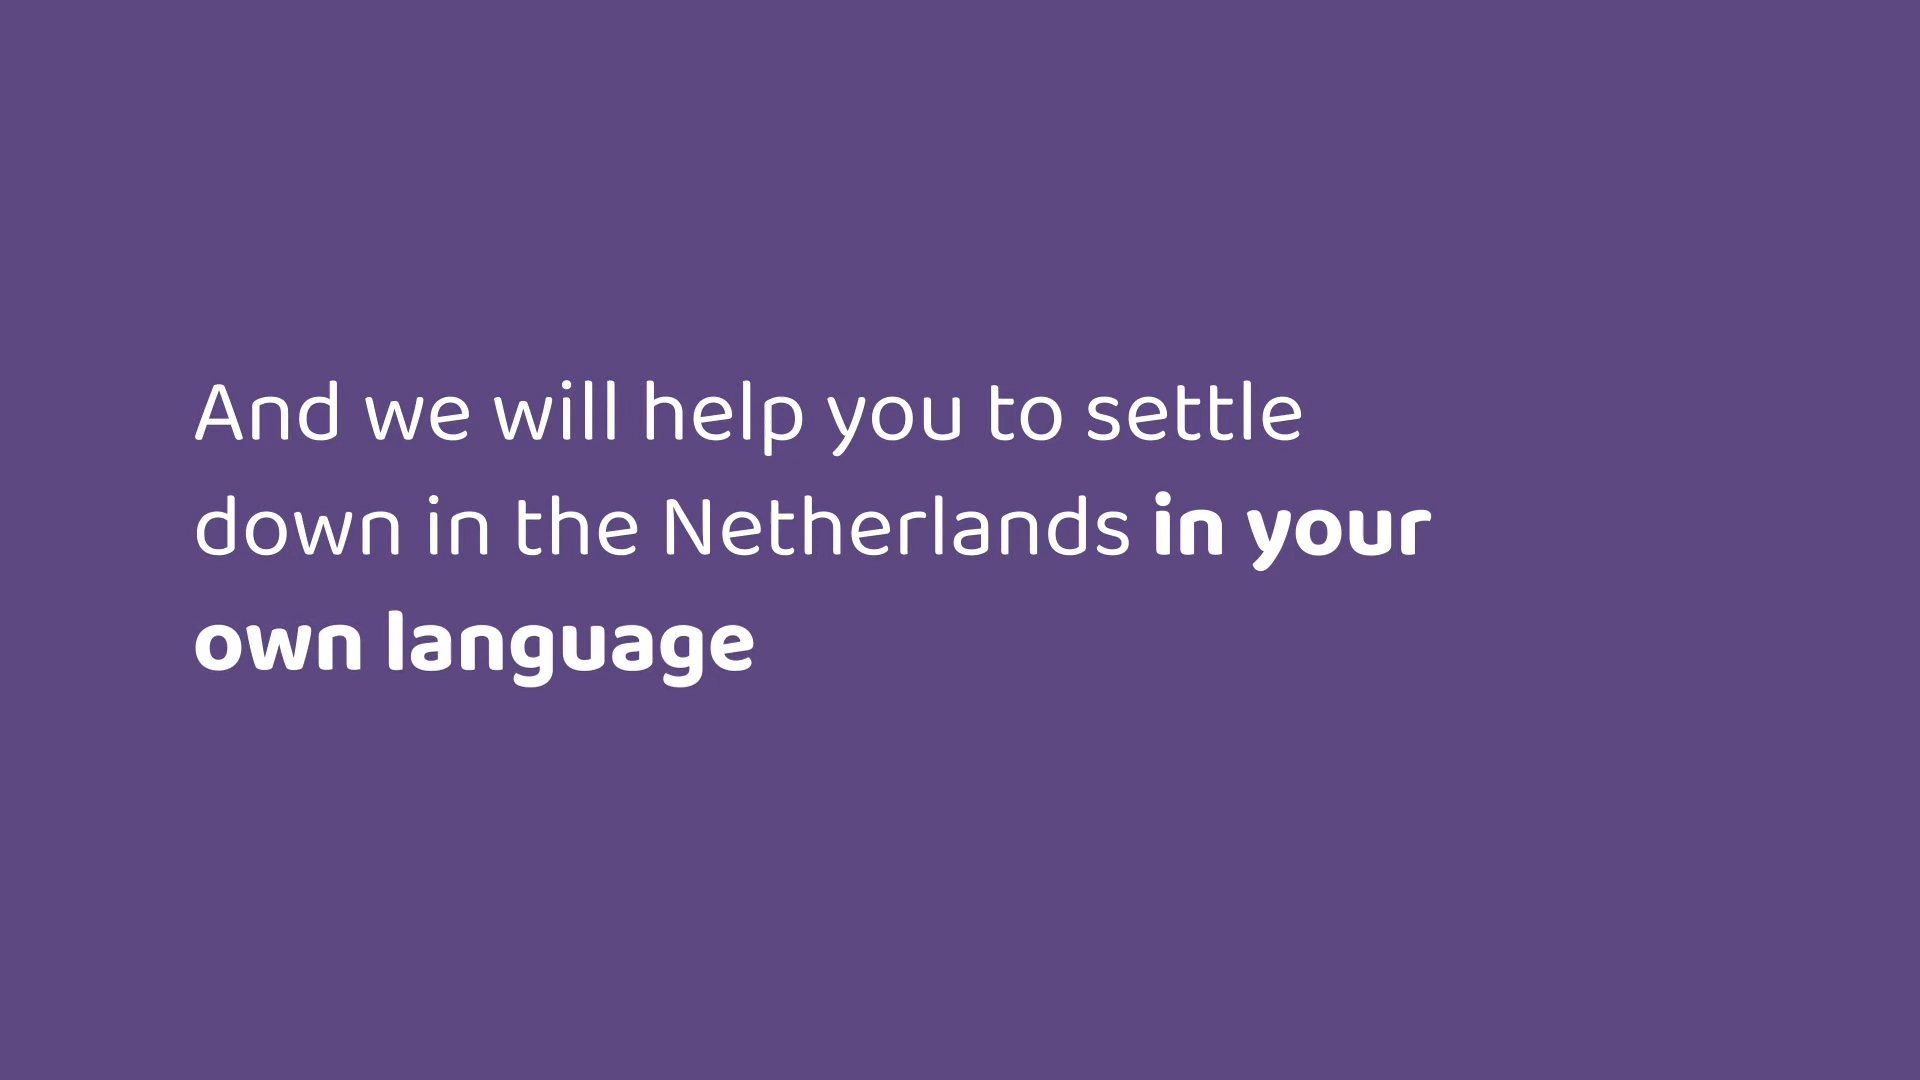 And we will help you to settle
down in the Netherlands in your
own language